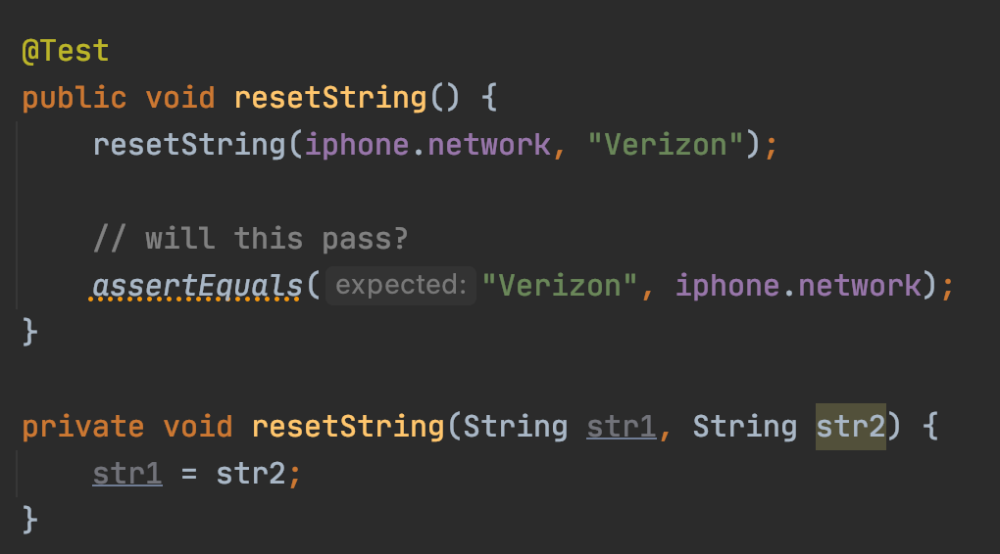 @Test
public void resetString() {
    resetString(iphone.network, "Verizon");
    // will this pass?
    assertEquals( expected: "Verizon", iphone.network);
}
private void resetString(String str1, String str2) {
    str1 = str2;
}